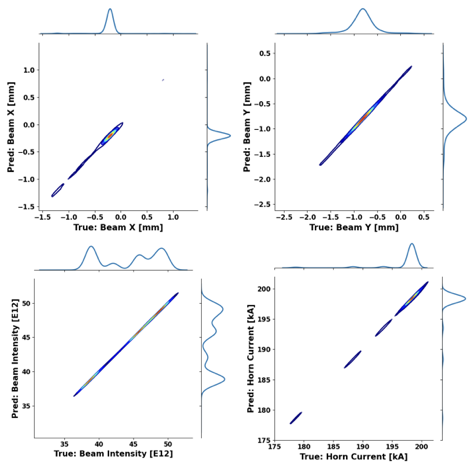 1.0
0.5
0.0
−0.5
−1.0
−1.5
Pred: Beam X [mm]
−1.5 −1.0 −0.5 0.0 0.5 1.0
True: Beam X [mm]
0.5
0.0
−0.5
−1.0
−1.5
−2.0
−2.5
Pred: Beam Y [mm]
−2.5 −2.0 −1.5 −1.0 −0.5 0.0 0.5
True: Beam Y [mm]
50
45
40
35
Pred: Beam Intensity [E12]
35 40 45 50
True: Beam Intensity [E12]
200
195
190
185
180
175
Pred: Horn Current [kA]
175 180 185 190 195 200
True: Horn Current [kA]